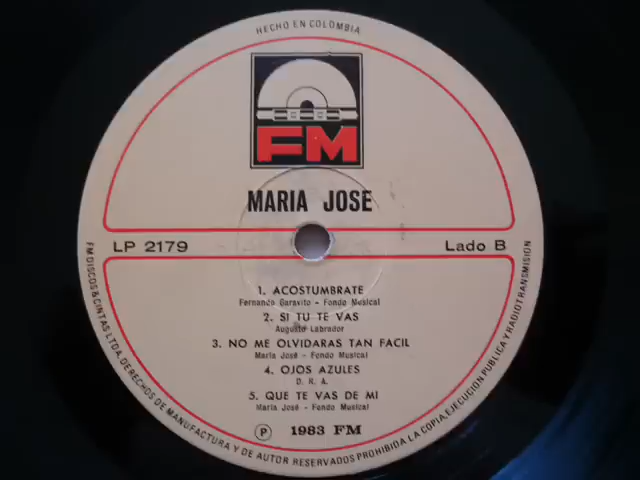 HECHO EN COLOMBIA
FM
MARIA JOSE
LP 2179
Lado B
1. ACOSTUMBRATE
Fernando Garavito - Fondo Musical
2. SI TU TE VAS
Augusto Labrador
3. NO ME OLVIDARAS TAN FACIL
María José - Fondo Musical
4. OJOS AZULES
D. R. A.
5. QUE TE VAS DE MI
María José - Fondo Musical
P 1983 FM
FM DISCOS & CINTAS LTDA. DERECHOS DE MANUFACTURA Y DE AUTOR RESERVADOS PROHIBIDA LA COPIA, EJECUCION PUBLICA Y RADIOTRANSMISION